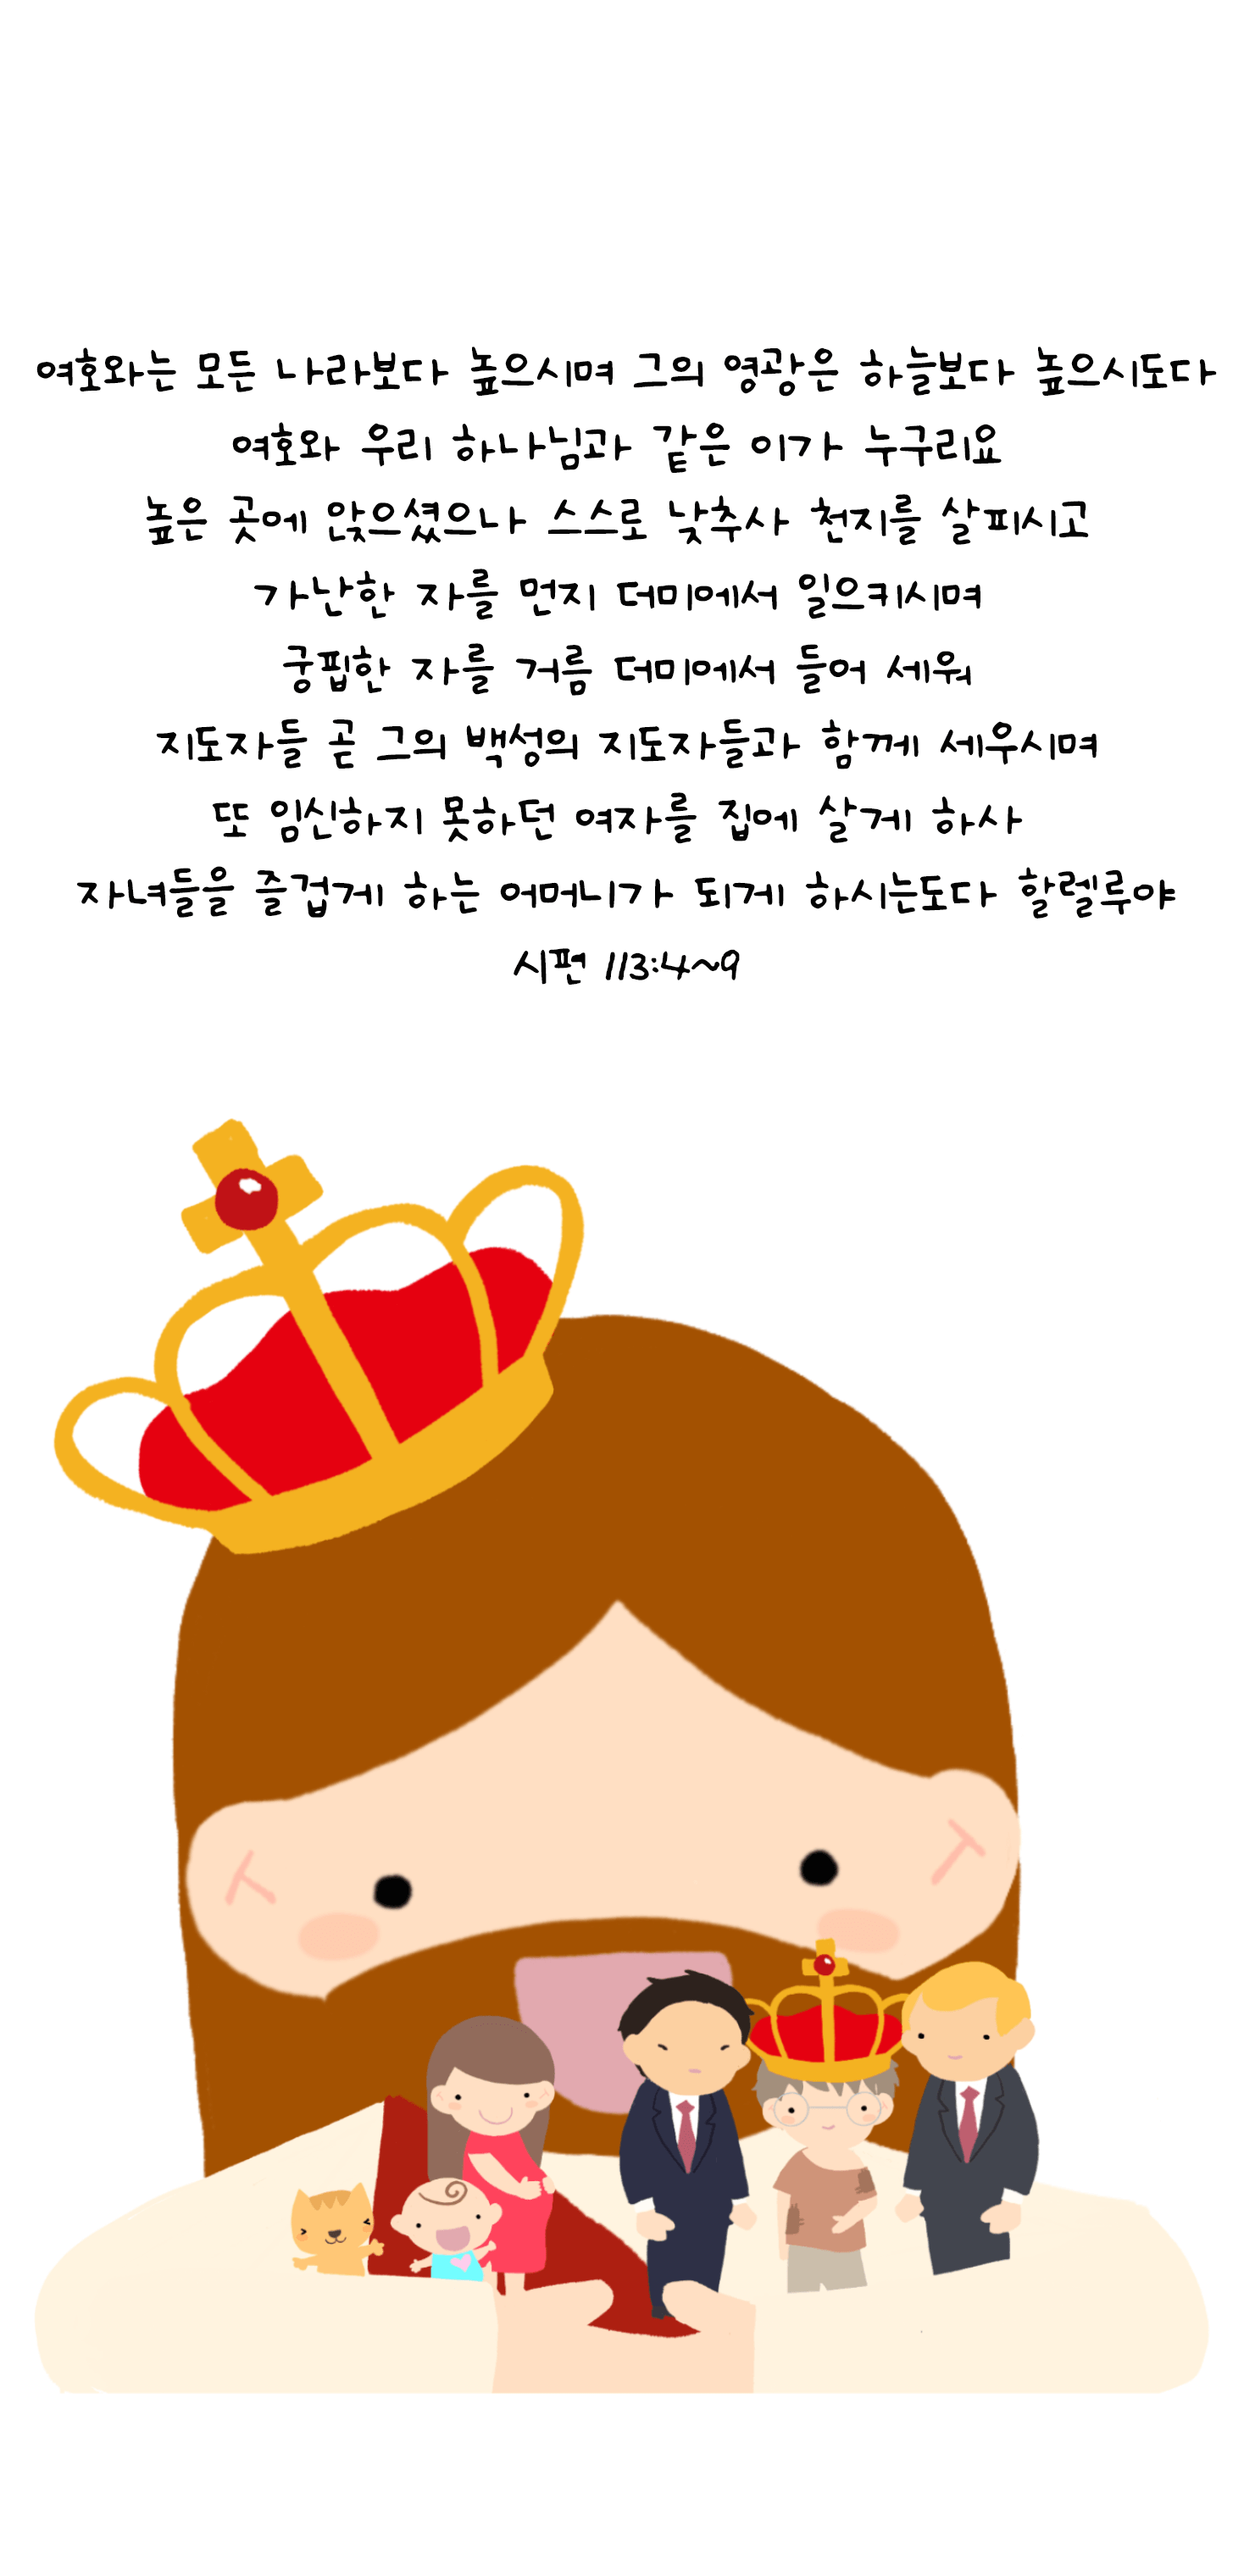 여호와는 모든 나라보다 높으시며 그의 영광은 하늘보다 높으시도다
여호와 우리 하나님과 같은 이가 누구리요
높은 곳에 앉으셨으나 스스로 낮추사 천지를 살피시고
가난한 자를 먼지 더미에서 일으키시며
궁핍한 자를 거름 더미에서 들어 세워
지도자들 곧 그의 백성의 지도자들과 함께 세우시며
또 임신하지 못하던 여자를 집에 살게 하사
자녀들을 즐겁게 하는 어머니가 되게 하시는도다 할렐루야
시편 113:4~9